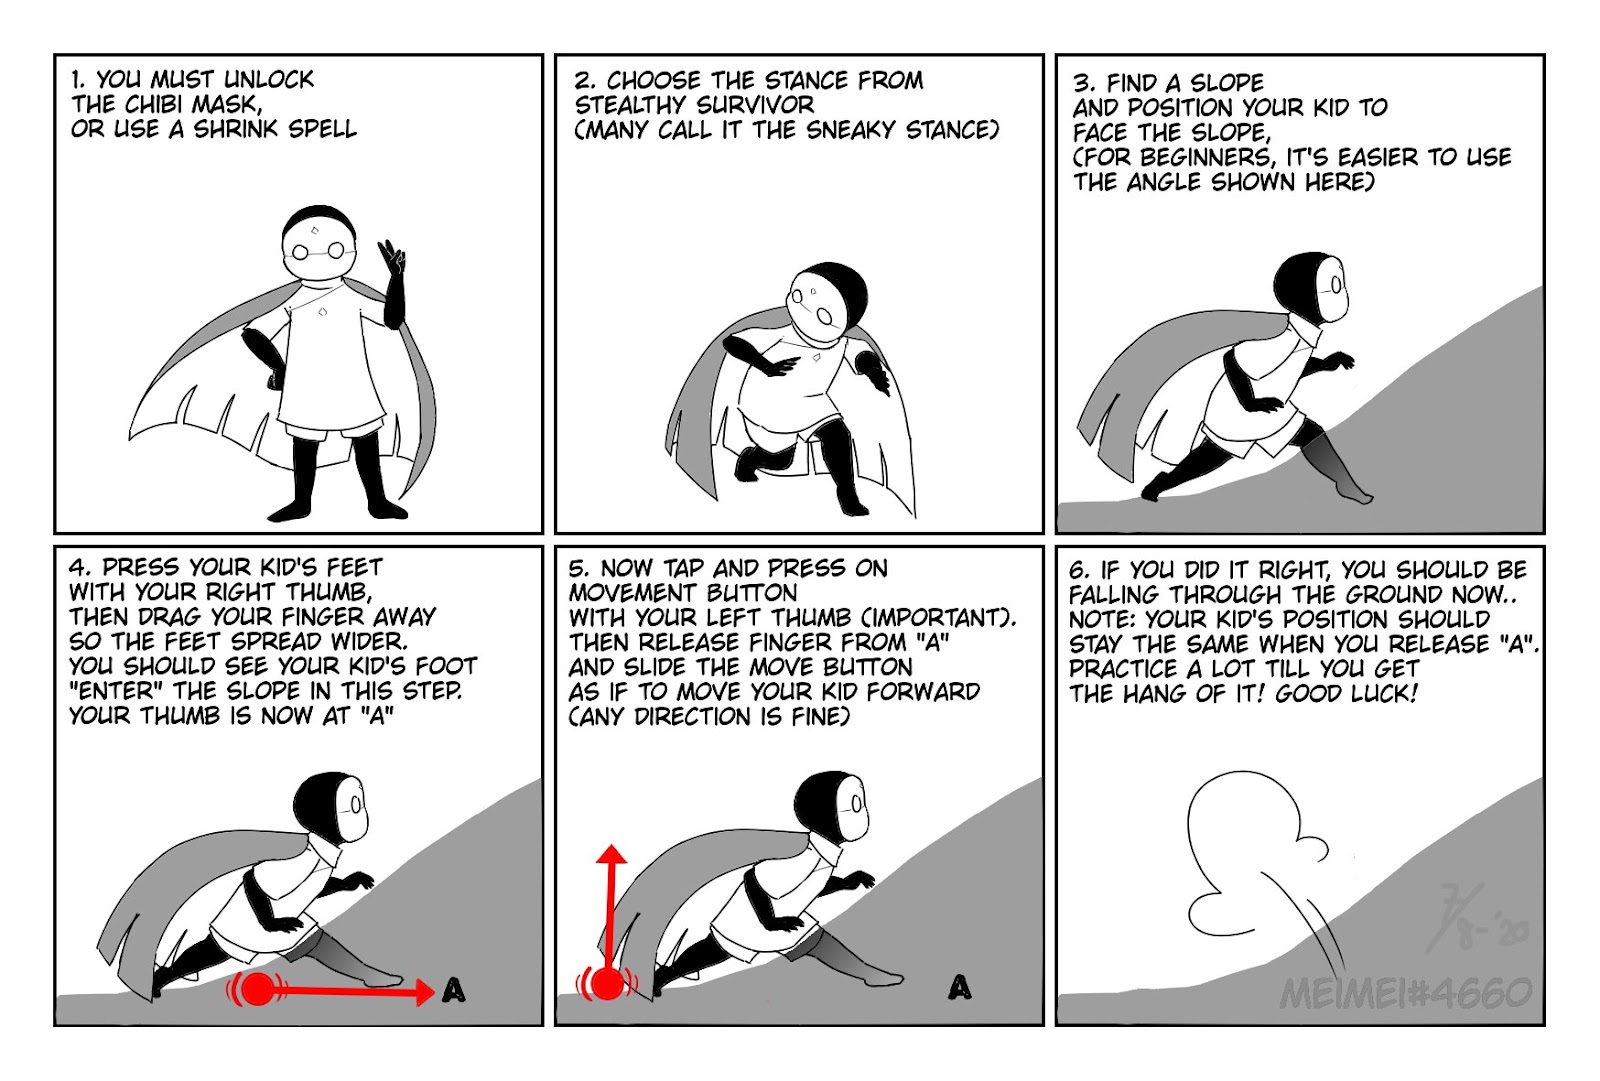 1. YOU MUST UNLOCK
THE CHIBI MASK,
OR USE A SHRINK SPELL
2. CHOOSE THE STANCE FROM
STEALTHY SURVIVOR
(MANY CALL IT THE SNEAKY STANCE)
3. FIND A SLOPE
AND POSITION YOUR KID TO
FACE THE SLOPE,
(FOR BEGINNERS, IT'S EASIER TO USE
THE ANGLE SHOWN HERE)
4. PRESS YOUR KID'S FEET
WITH YOUR RIGHT THUMB,
THEN DRAG YOUR FINGER AWAY
SO THE FEET SPREAD WIDER.
YOU SHOULD SEE YOUR KID'S FOOT
"ENTER" THE SLOPE IN THIS STEP.
YOUR THUMB IS NOW AT "A"
A
5. NOW TAP AND PRESS ON
MOVEMENT BUTTON
WITH YOUR LEFT THUMB (IMPORTANT).
THEN RELEASE FINGER FROM "A"
AND SLIDE THE MOVE BUTTON
AS IF TO MOVE YOUR KID FORWARD
(ANY DIRECTION IS FINE)
A
6. IF YOU DID IT RIGHT, YOU SHOULD BE
FALLING THROUGH THE GROUND NOW..
NOTE: YOUR KID'S POSITION SHOULD
STAY THE SAME WHEN YOU RELEASE "A".
PRACTICE A LOT TILL YOU GET
THE HANG OF IT! GOOD LUCK!
7/8-'20
MEIMEI#4660